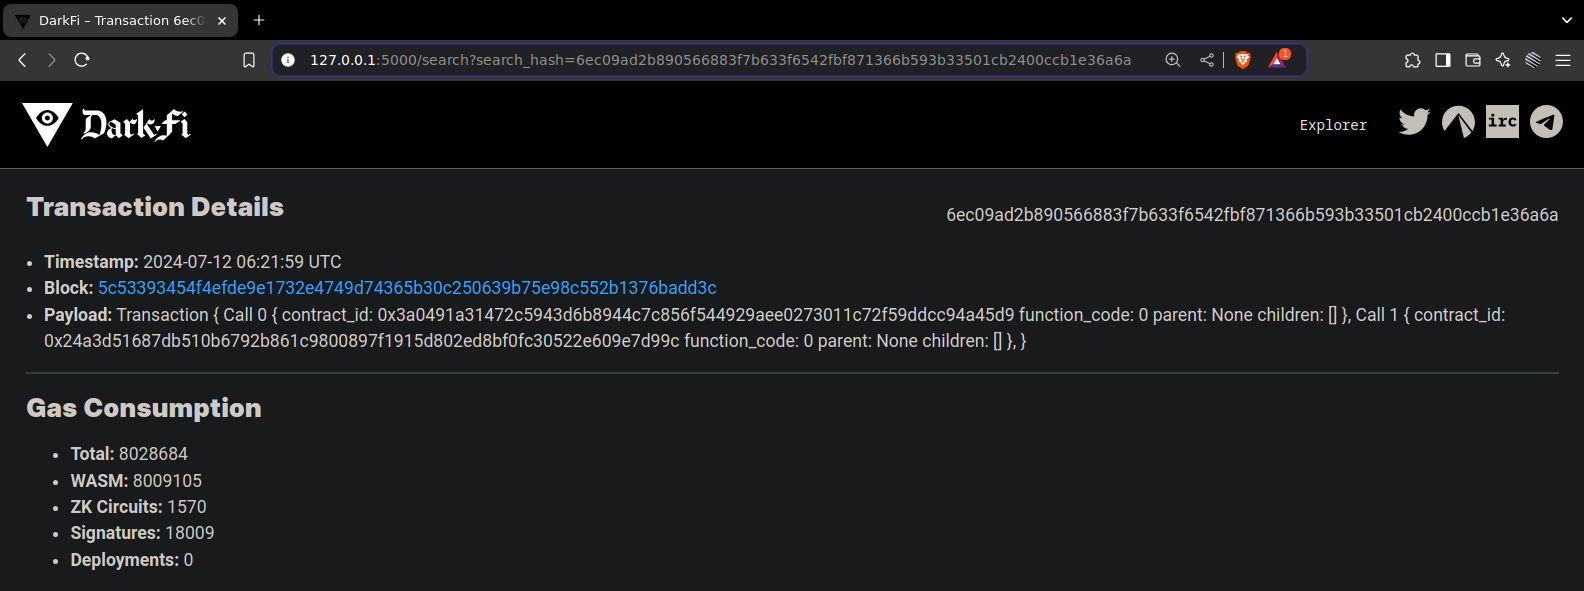 DarkFi – Transaction 6ec0
127.0.0.1:5000/search?search_hash=6ec09ad2b890566883f7b633f6542fbf871366b593b33501cb2400ccb1e36a6a
1
DarkFi
Explorer
irc
Transaction Details
6ec09ad2b890566883f7b633f6542fbf871366b593b33501cb2400ccb1e36a6a
• Timestamp: 2024-07-12 06:21:59 UTC
• Block: 5c53393454f4efde9e1732e4749d74365b30c250639b75e98c552b1376badd3c
• Payload: Transaction { Call 0 { contract_id: 0x3a0491a31472c5943d6b8944c7c856f544929aee0273011c72f59ddcc94a45d9 function_code: 0 parent: None children: [] }, Call 1 { contract_id:
0x24a3d51687db510b6792b861c9800897f1915d802ed8bf0fc30522e609e7d99c function_code: 0 parent: None children: [] }, }
Gas Consumption
• Total: 8028684
• WASM: 8009105
• ZK Circuits: 1570
• Signatures: 18009
• Deployments: 0